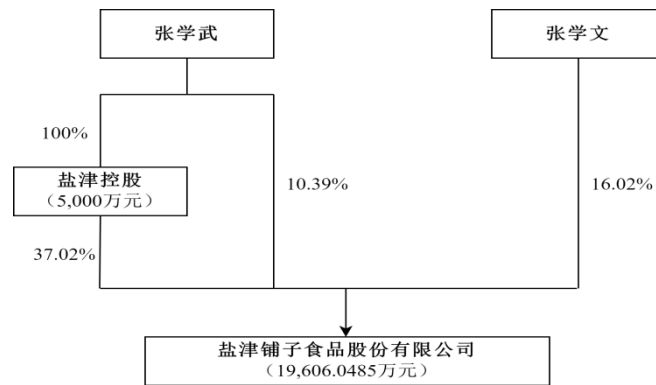 张学武
张学文
100%
盐津控股
（5,000万元）
10.39%
16.02%
37.02%
盐津铺子食品股份有限公司
（19,606.0485万元）